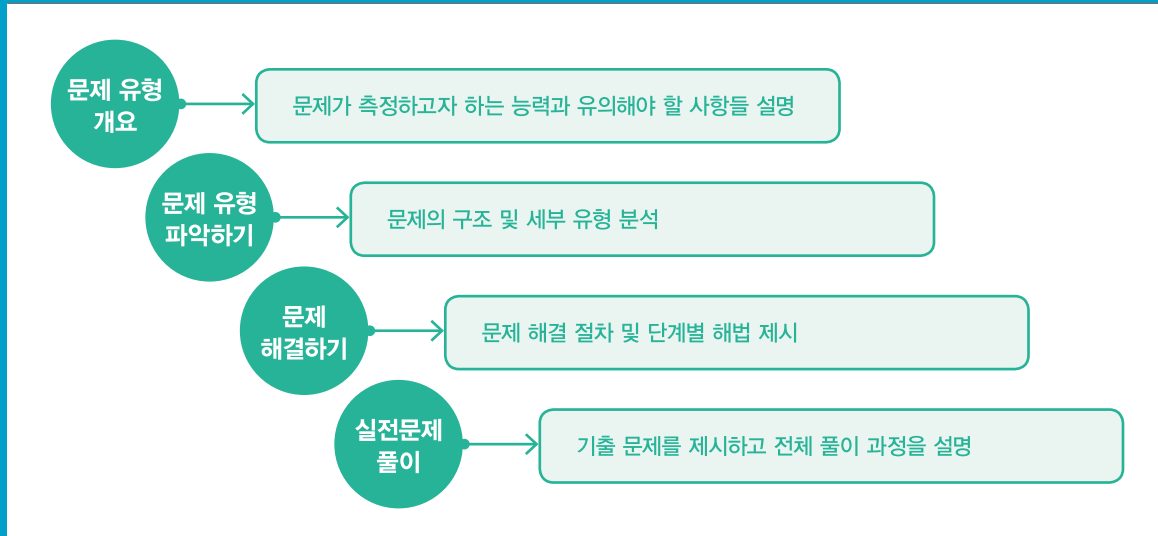 문제 유형
개요
문제가 측정하고자 하는 능력과 유의해야 할 사항들 설명
문제 유형
파악하기
문제의 구조 및 세부 유형 분석
문제
해결하기
문제 해결 절차 및 단계별 해법 제시
실전문제
풀이
기출 문제를 제시하고 전체 풀이 과정을 설명